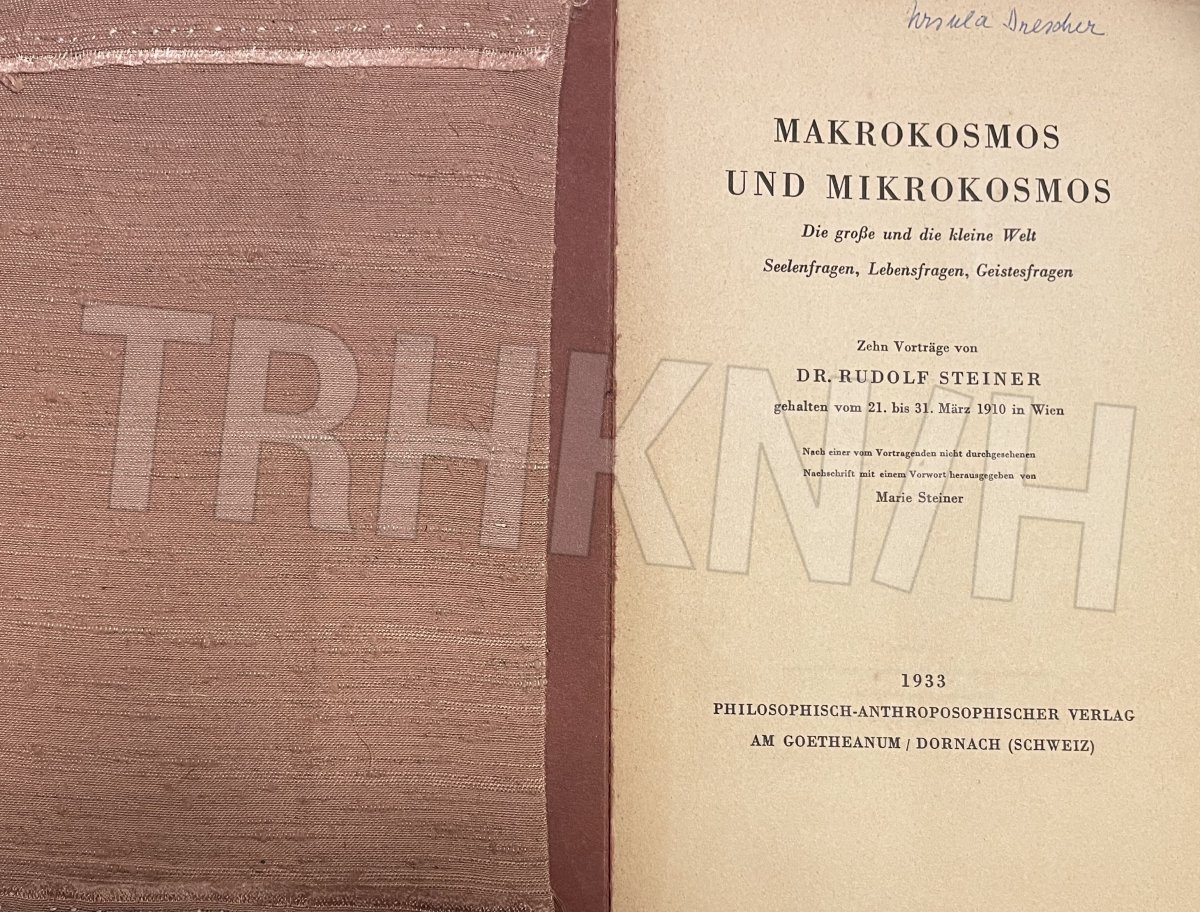 Ursula Drescher
MAKROKOSMOS
UND MIKROKOSMOS
Die große und die kleine Welt
Seelenfragen, Lebensfragen, Geistesfragen
Zehn Vorträge von
DR. RUDOLF STEINER
gehalten vom 21. bis 31. März 1910 in Wien
Nach einer vom Vortragenden nicht durchgesehenen
Nachschrift mit einem Vorwort herausgegeben von
Marie Steiner
TRHKN/H
1933
PHILOSOPHISCH-ANTHROPOSOPHISCHER VERLAG
AM GOETHEANUM / DORNACH (SCHWEIZ)